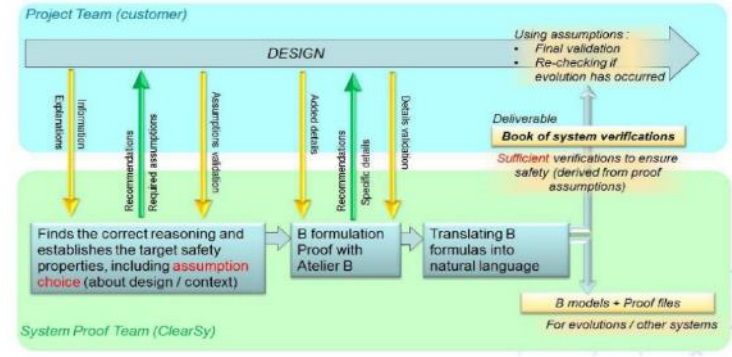 Project Team (customer)
DESIGN
Using assumptions :
• Final validation
• Re-checking if
evolution has occurred
Information
Explanations
Recommendations
Required assumptions
Assumptions validation
Added details
Recommendations
Specific details
Details validation
Deliverable
Book of system verifications
Sufficient verifications to ensure
safety (derived from proof
assumptions)
Finds the correct reasoning and
establishes the target safety
properties, including assumption
choice (about design / context)
B formulation
Proof with
Atelier B
Translating B
formulas into
natural language
B models + Proof files
For evolutions / other systems
System Proof Team (ClearSy)